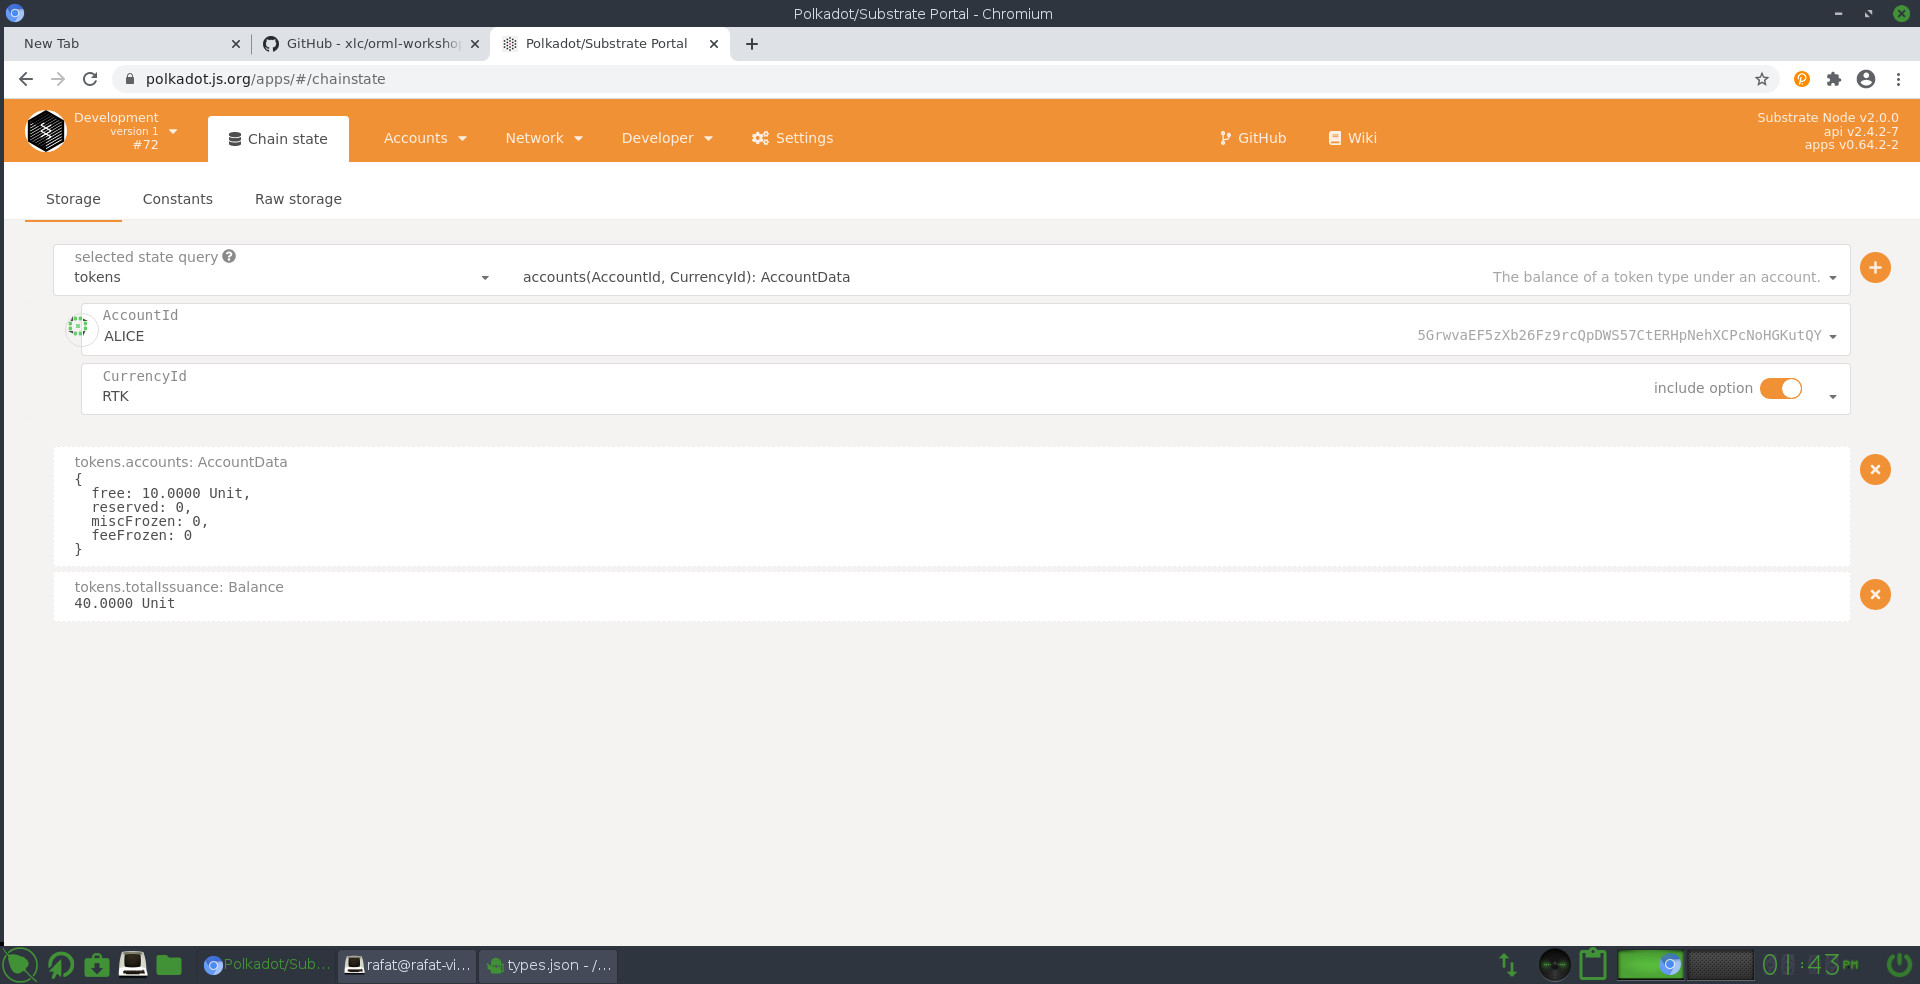 Polkadot/Substrate Portal - Chromium
New Tab
GitHub - xlc/orml-workshop
Polkadot/Substrate Portal
polkadot.js.org/apps/#/chainstate
Development
version 1
#72
Chain state
Accounts
Network
Developer
Settings
GitHub
Wiki
Substrate Node v2.0.0
api v2.4.2-7
apps v0.64.2-2
Storage
Constants
Raw storage
selected state query
tokens
accounts(AccountId, CurrencyId): AccountData
The balance of a token type under an account.
AccountId
ALICE
5GrwvaEF5zXb26Fz9rcQpDWS57CtERHpNehXCPcNoHGKutQY
CurrencyId
RTK
include option
tokens.accounts: AccountData
{
free: 10.0000 Unit,
reserved: 0,
miscFrozen: 0,
feeFrozen: 0
}
tokens.totalIssuance: Balance
40.0000 Unit
Polkadot/Sub...
rafat@rafat-vi...
types.json - /...
01:43PM